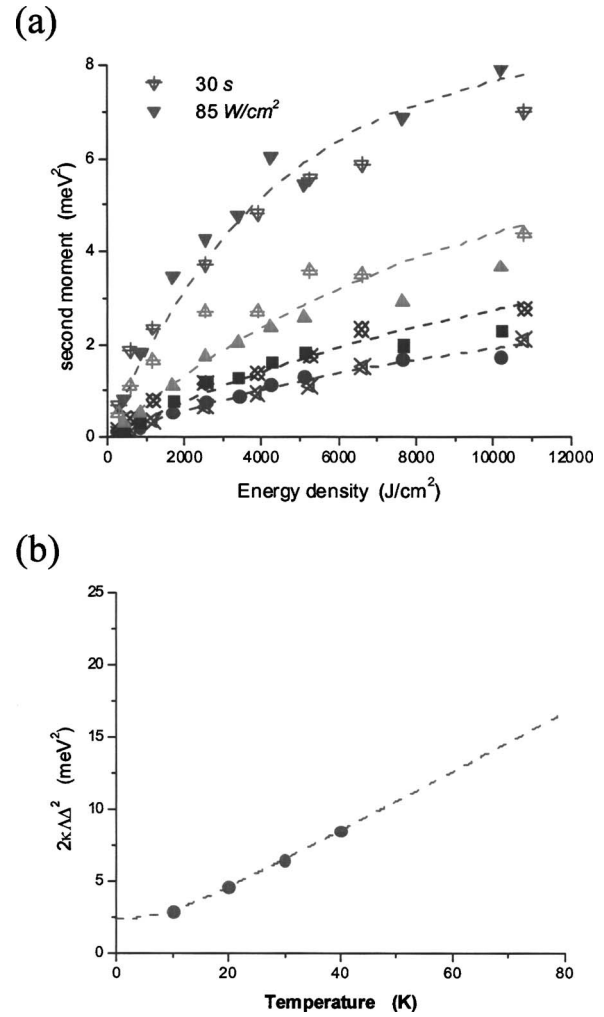 (a)
8
6
4
2
0
second moment (meV²)
30 s
85 W/cm²
0
2000
4000
6000
8000
10000
12000
Energy density (J/cm²)
(b)
25
20
15
10
5
0
2κΛΔ² (meV²)
0
20
40
60
80
Temperature (K)